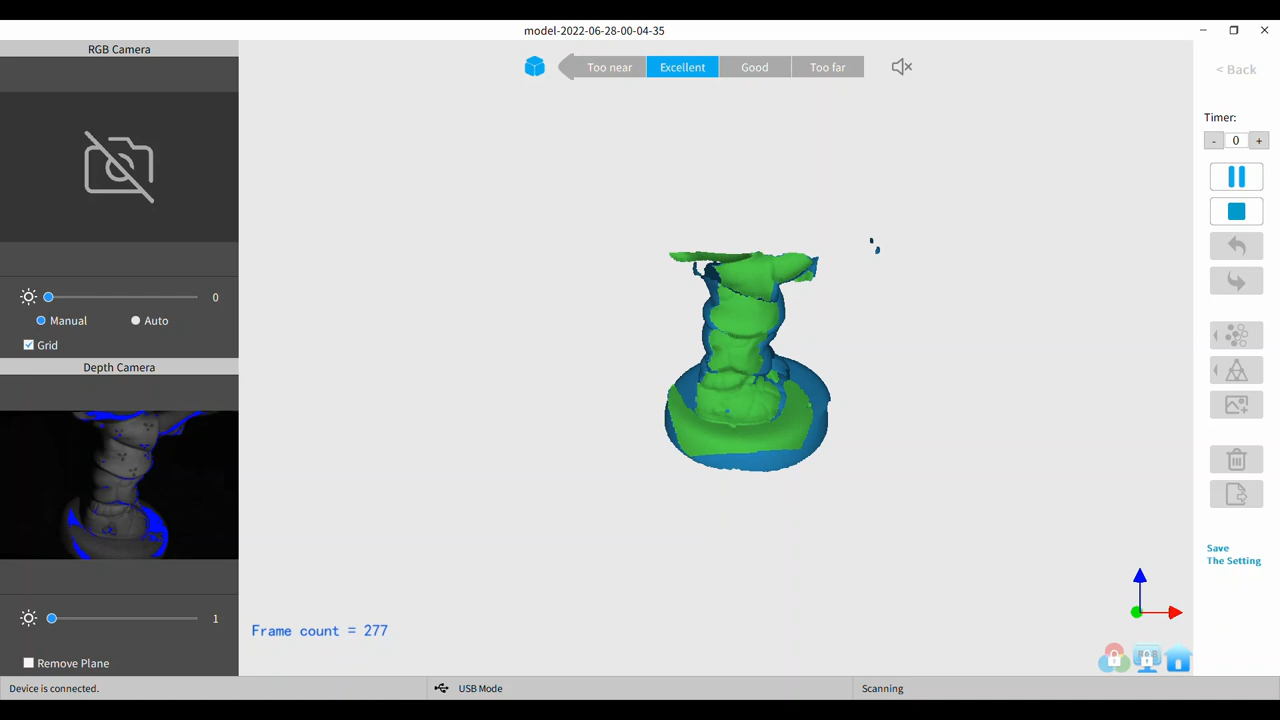 model-2022-06-28-00-04-35
RGB Camera
Too near
Excellent
Good
Too far
< Back
Timer:
- 0 +
0
Manual
Auto
Grid
Depth Camera
1
Remove Plane
Frame count = 277
Save
The Setting
Device is connected.
USB Mode
Scanning